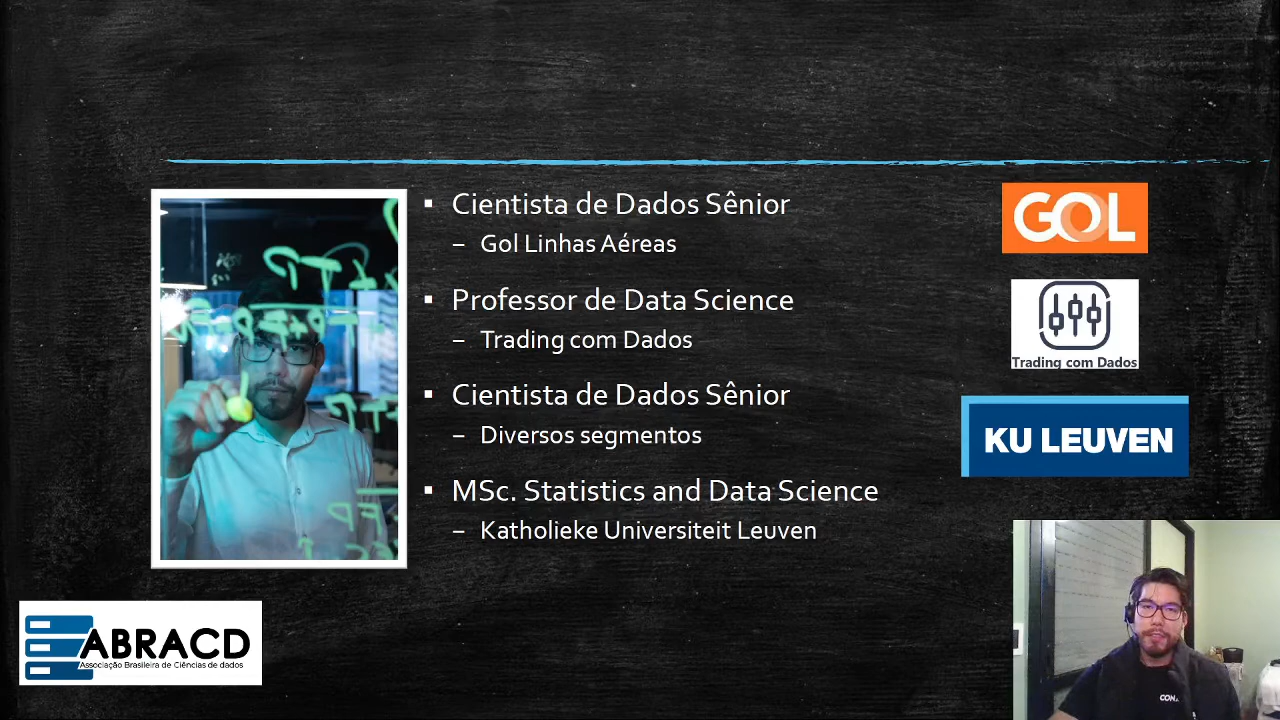 Cientista de Dados Sênior
Gol Linhas Aéreas
Professor de Data Science
Trading com Dados
Cientista de Dados Sênior
Diversos segmentos
MSc. Statistics and Data Science
Katholieke Universiteit Leuven
GOL
Trading com Dados
KU LEUVEN
ABRACD
Associação Brasileira de Ciências de dados